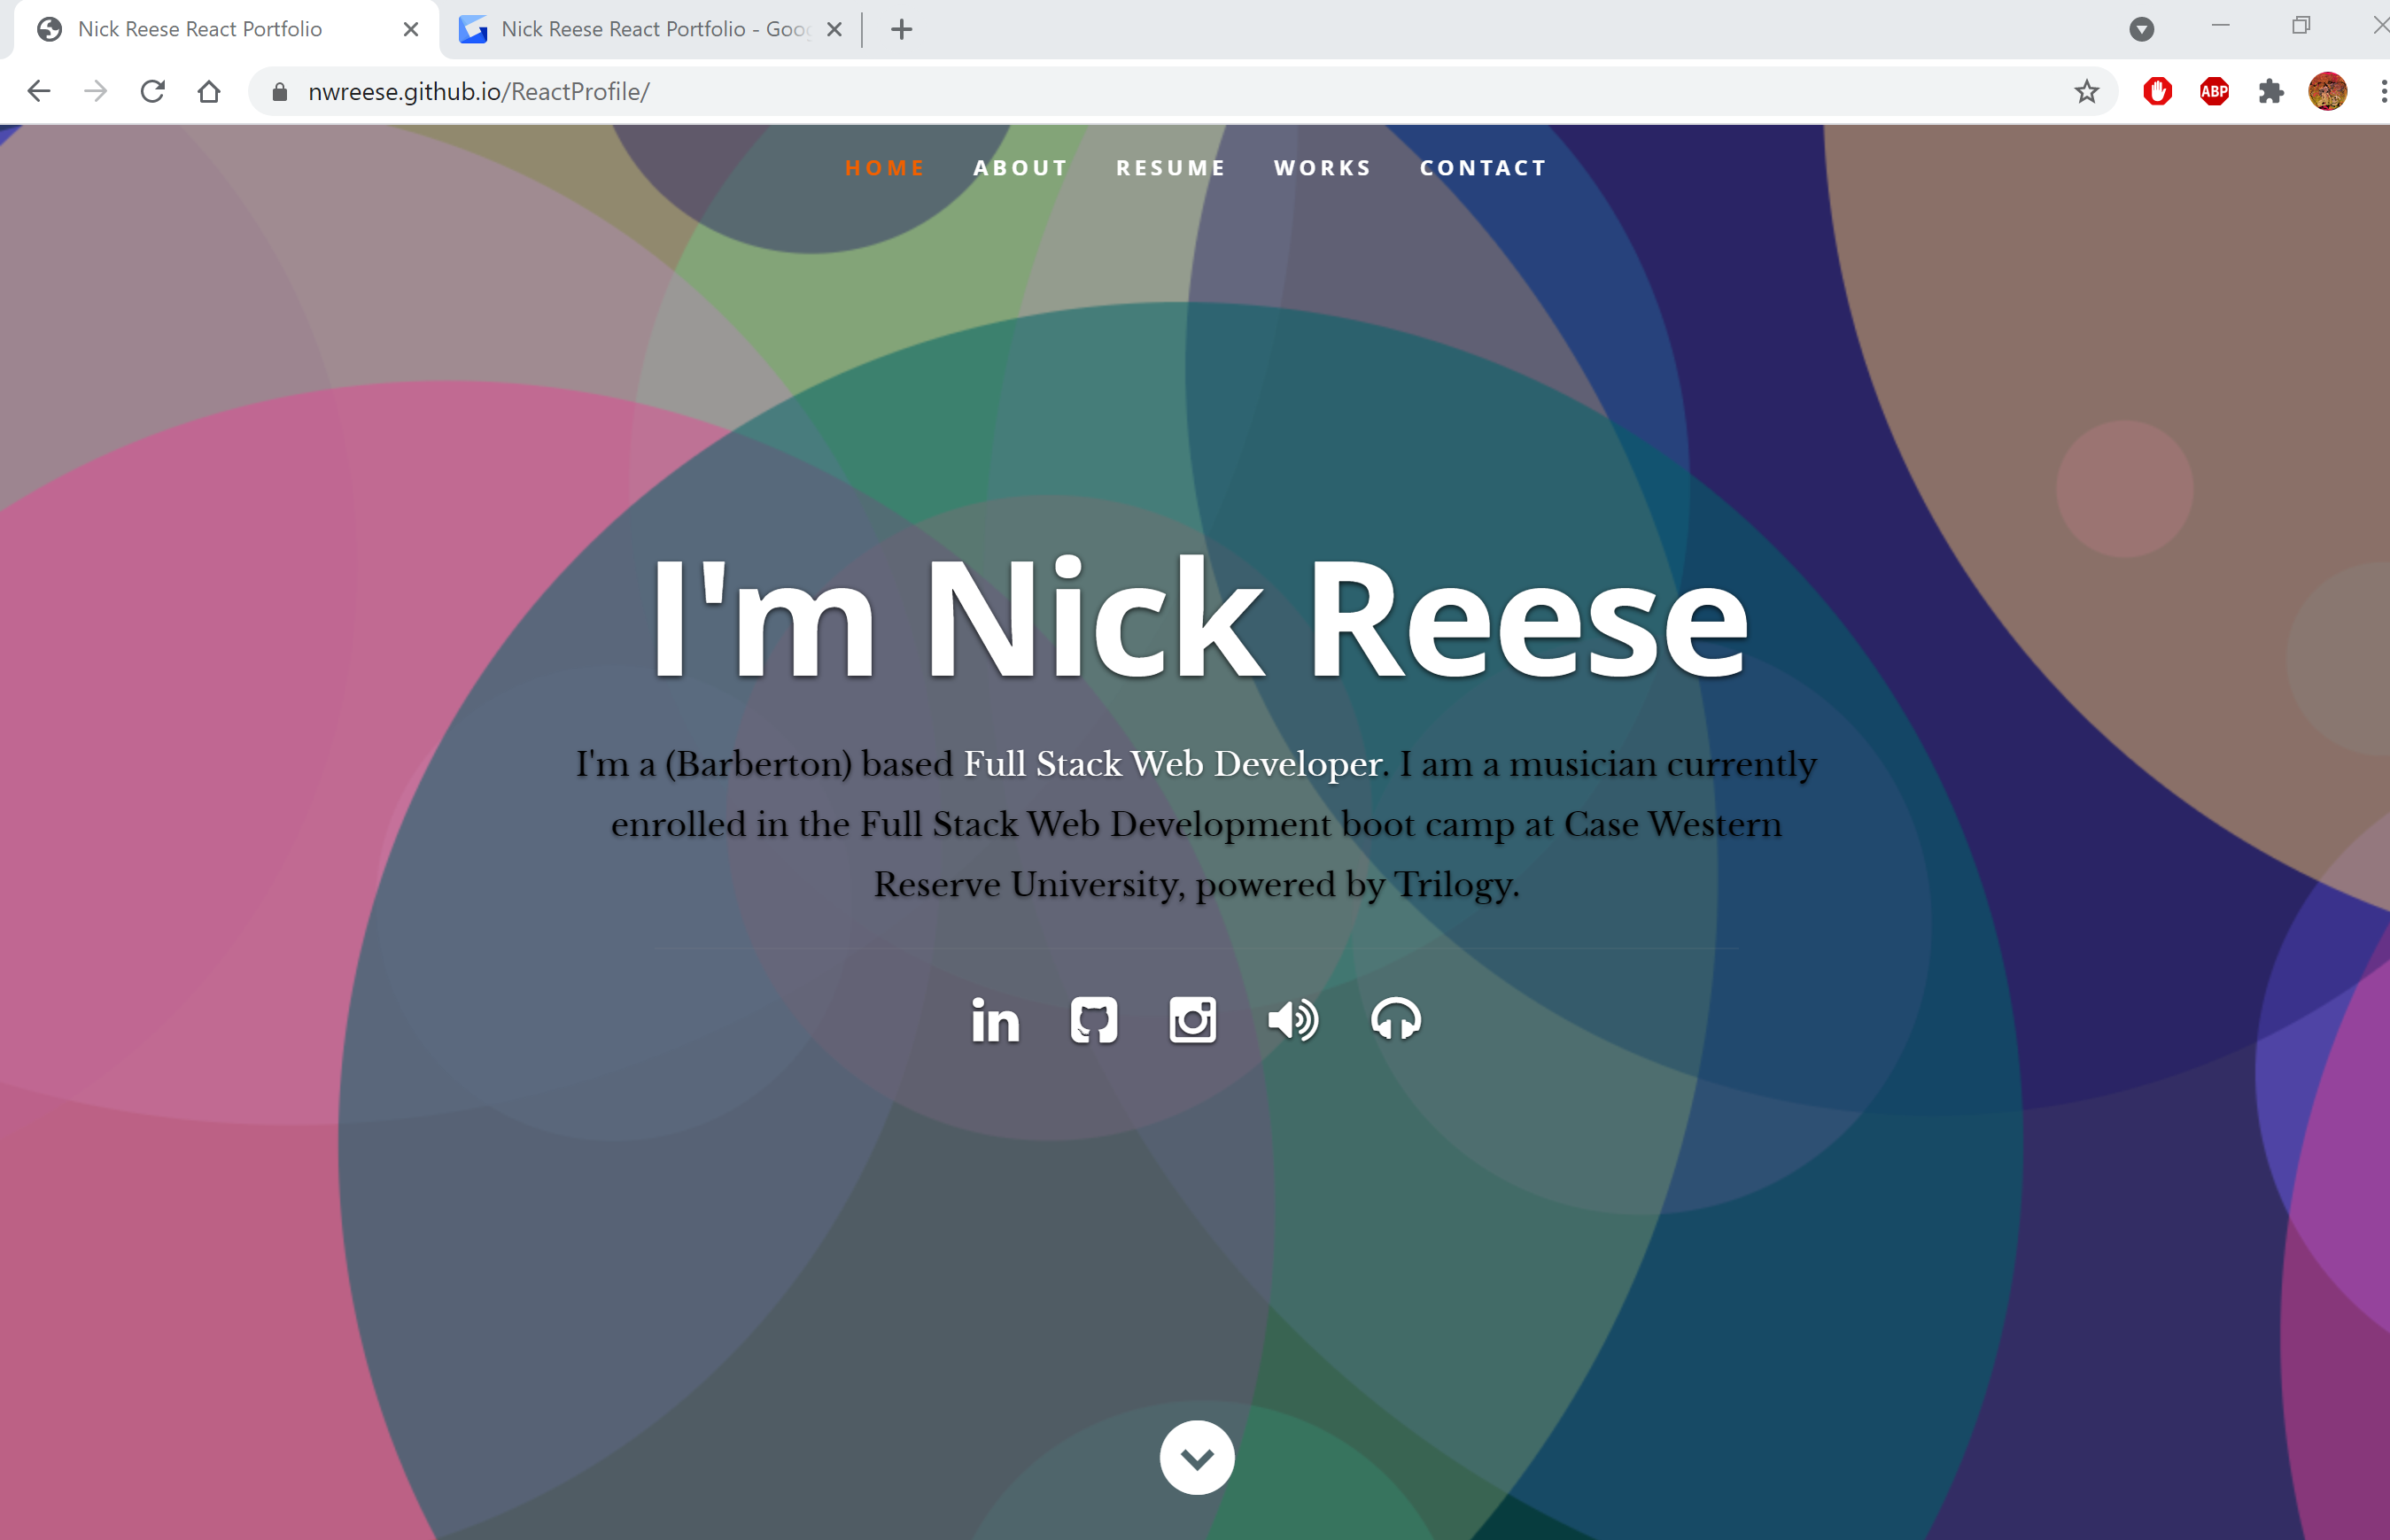 Nick Reese React Portfolio
Nick Reese React Portfolio - Goo
nwreese.github.io/ReactProfile/
ABP
HOME ABOUT RESUME WORKS CONTACT
I'm Nick Reese
I'm a (Barberton) based Full Stack Web Developer. I am a musician currently
enrolled in the Full Stack Web Development boot camp at Case Western
Reserve University, powered by Trilogy.
in